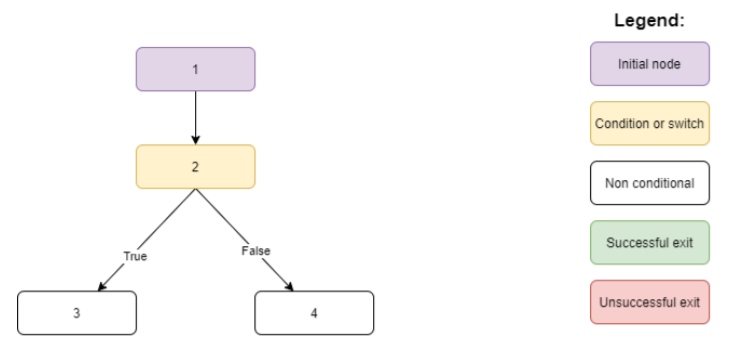 Legend:
1
Initial node
Condition or switch
2
Non conditional
True
False
Successful exit
3
4
Unsuccessful exit